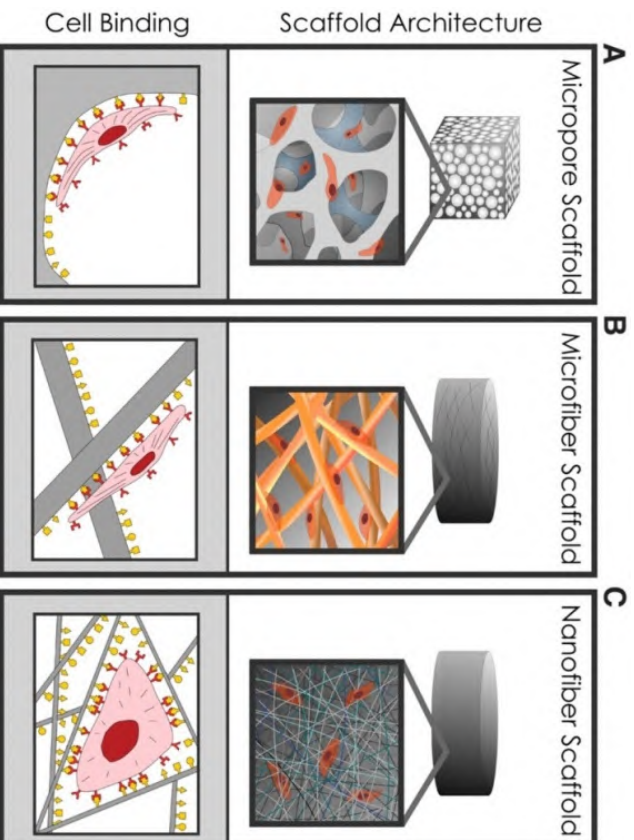 Cell Binding
Scaffold Architecture
A
Micropore Scaffold
B
Microfiber Scaffold
C
Nanofiber Scaffold